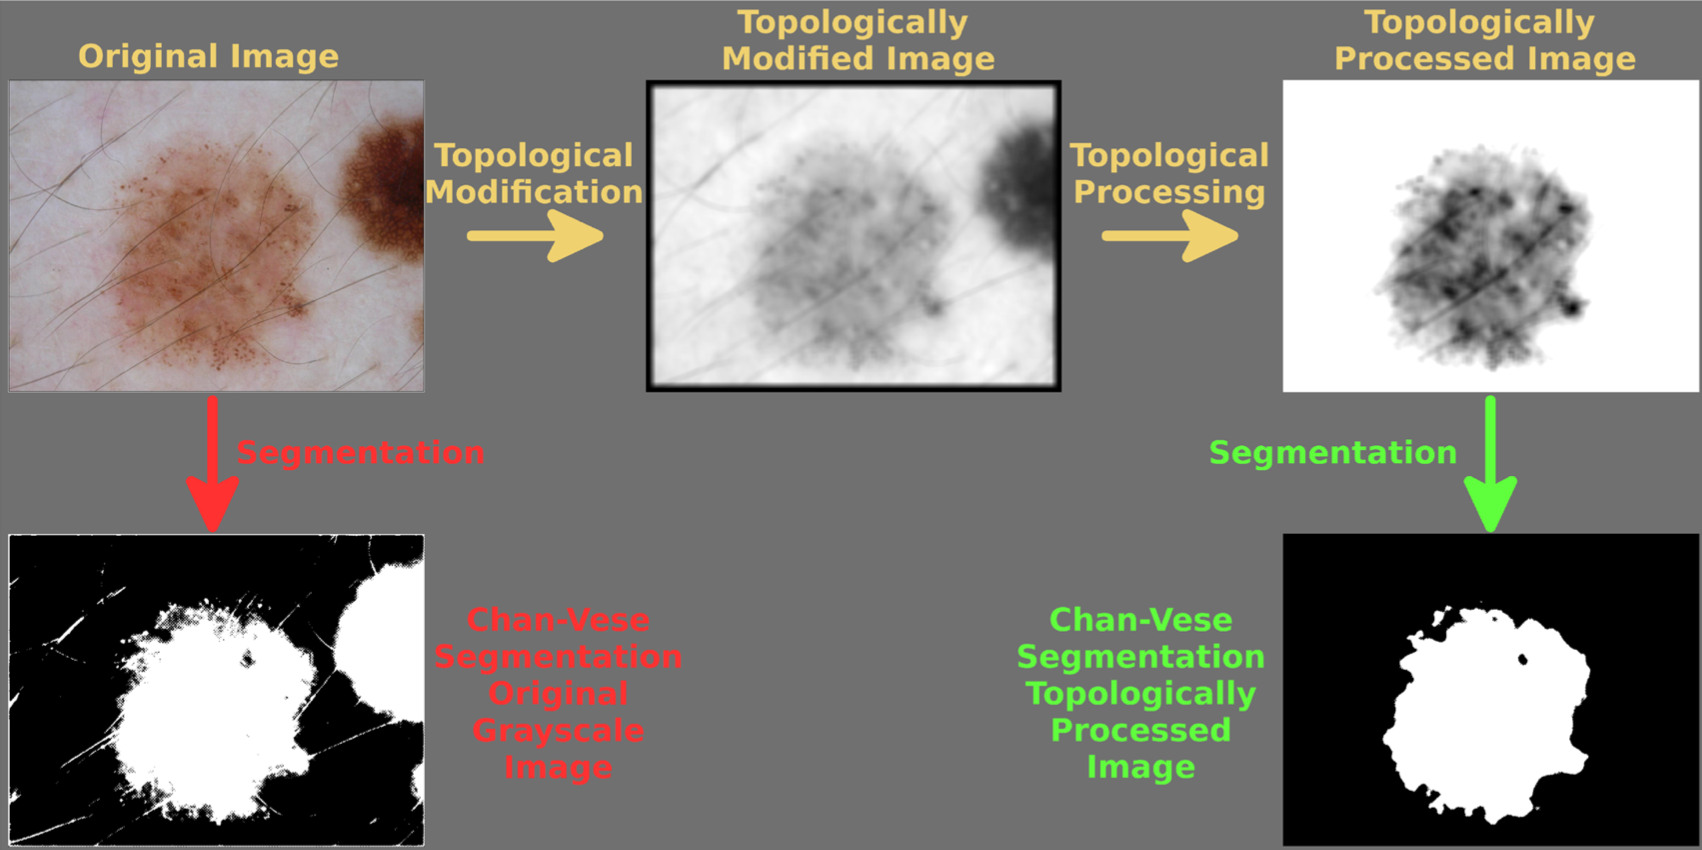 Original Image
Topologically
Modified Image
Topologically
Processed Image
Topological
Modification
Topological
Processing
Segmentation
Segmentation
Chan-Vese
Segmentation
Original
Grayscale
Image
Chan-Vese
Segmentation
Topologically
Processed
Image